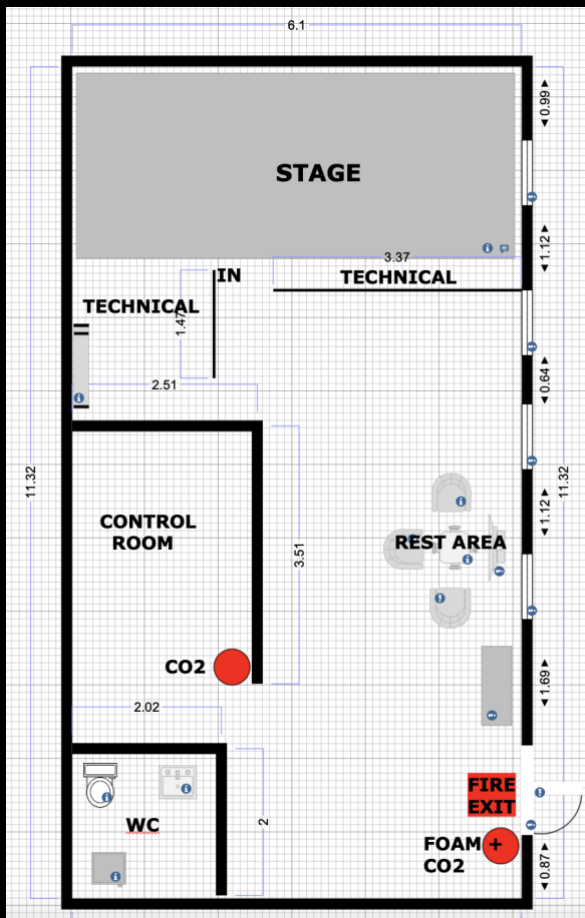 6.1
0.99
STAGE
1.12
3.37
IN
TECHNICAL
TECHNICAL
1.47
2.51
0.64
11.32
11.32
CONTROL
ROOM
1.12
REST AREA
3.51
CO2
1.69
2.02
FIRE
EXIT
WC
2
FOAM +
CO2
0.87